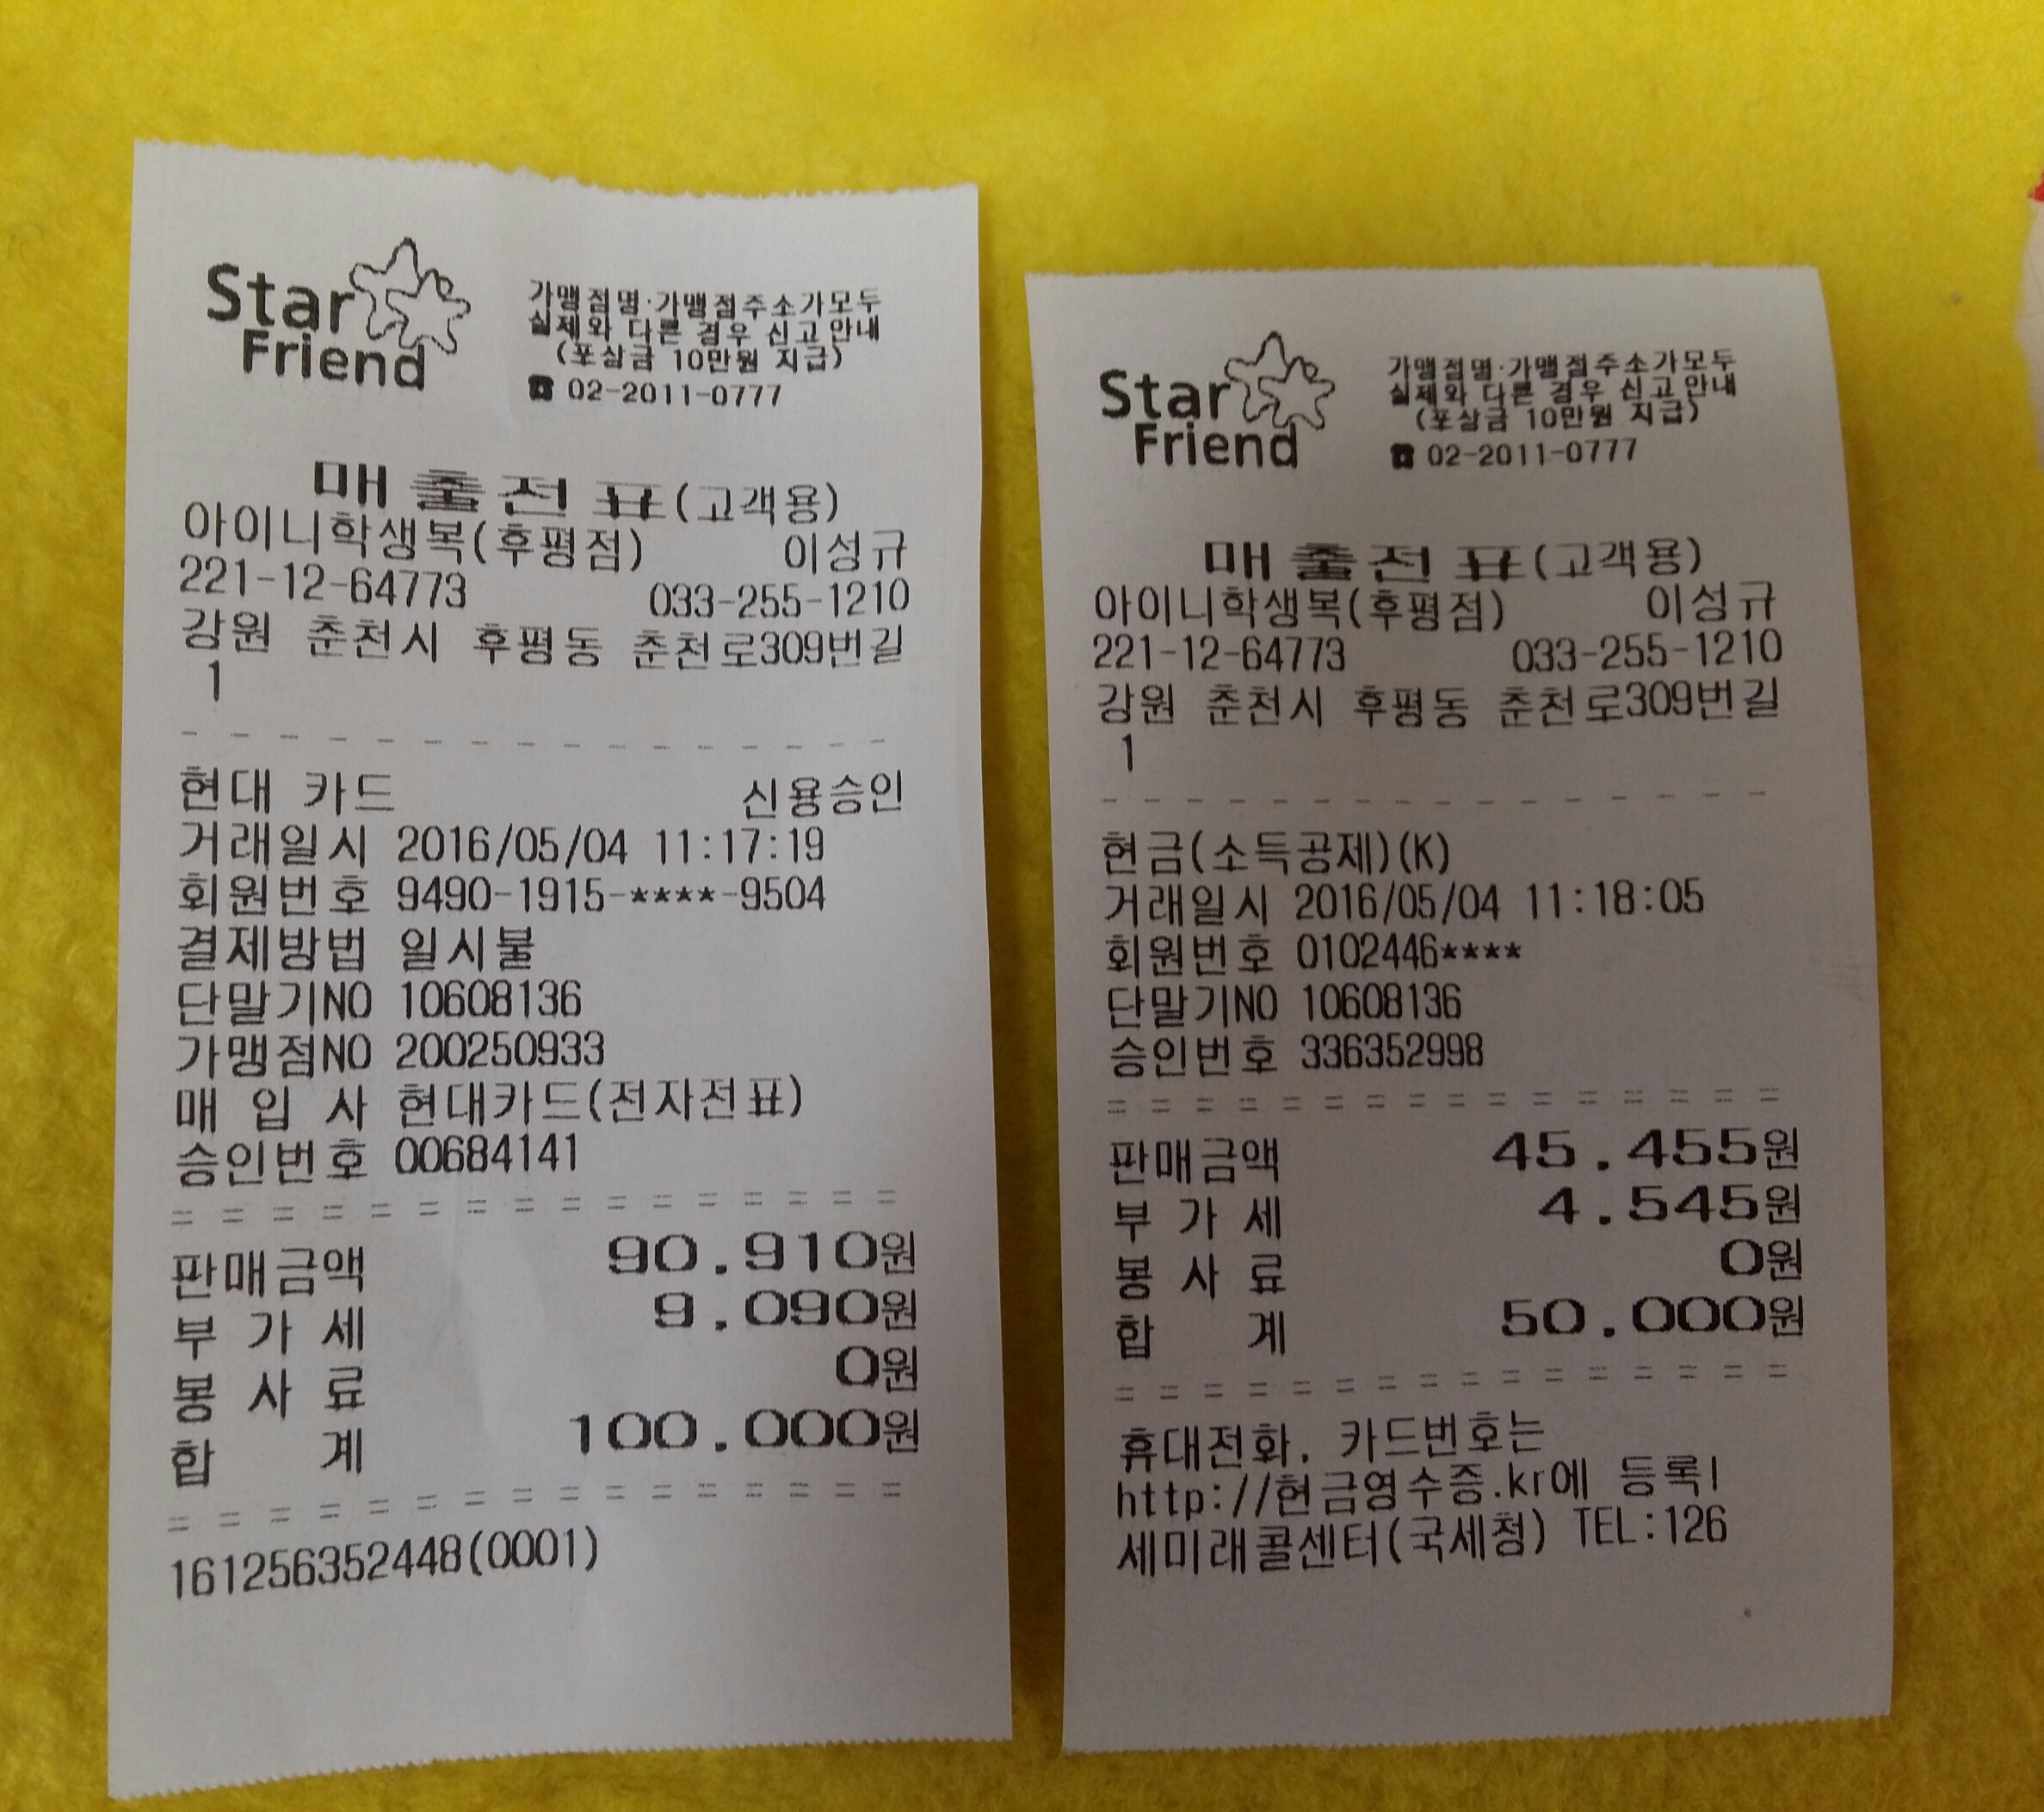 Star
Friend
가맹점명·가맹점주소가모두
실제와 다른 경우 신고안내
(포상금 10만원 지급)
☎ 02-2011-0777
매출전표(고객용)
아이니학생복(후평점) 이성규
221-12-64773 033-255-1210
강원 춘천시 후평동 춘천로309번길
1
현대 카드 신용승인
거래일시 2016/05/04 11:17:19
회원번호 9490-1915-****-9504
결제방법 일시불
단말기NO 10608136
가맹점NO 200250933
매 입 사 현대카드(전자전표)
승인번호 00684141
판매금액 90.910원
부 가 세 9.090원
봉 사 료 0원
합 계 100.000원
161256352448(0001)
Star
Friend
가맹점명·가맹점주소가모두
실제와 다른 경우 신고안내
(포상금 10만원 지급)
☎ 02-2011-0777
매출전표(고객용)
아이니학생복(후평점) 이성규
221-12-64773 033-255-1210
강원 춘천시 후평동 춘천로309번길
1
현금(소득공제)(K)
거래일시 2016/05/04 11:18:05
회원번호 0102446****
단말기NO 10608136
승인번호 336352998
판매금액 45.455원
부 가 세 4.545원
봉 사 료 0원
합 계 50.000원
휴대전화, 카드번호는
http://현금영수증.kr에 등록!
세미래콜센터(국세청) TEL:126